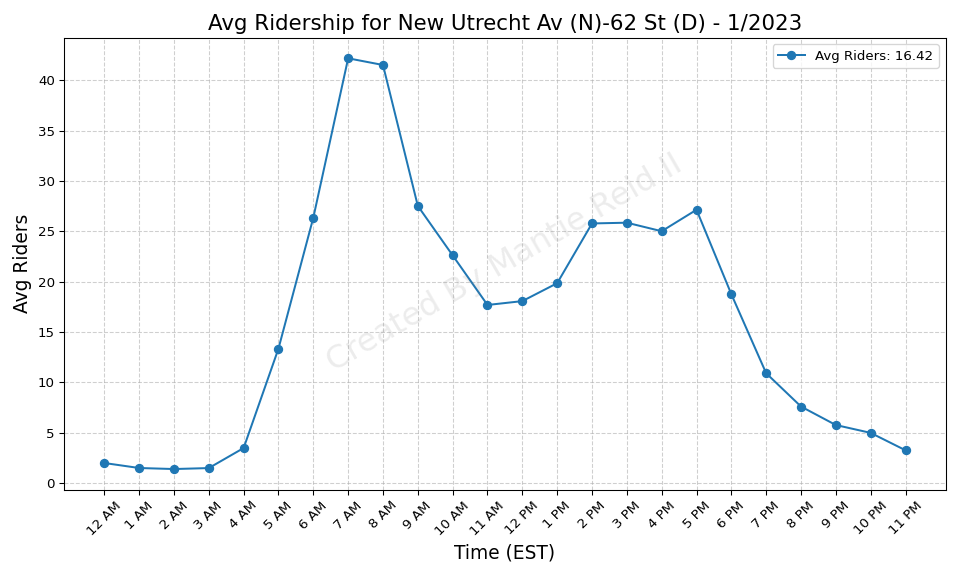 Avg Ridership for New Utrecht Av (N)-62 St (D) - 1/2023
Avg Riders: 16.42
40
35
30
25
20
15
10
5
0
Avg Riders
Created By Mantie Reid II
12 AM
1 AM
2 AM
3 AM
4 AM
5 AM
6 AM
7 AM
8 AM
9 AM
10 AM
11 AM
12 PM
1 PM
2 PM
3 PM
4 PM
5 PM
6 PM
7 PM
8 PM
9 PM
10 PM
11 PM
Time (EST)